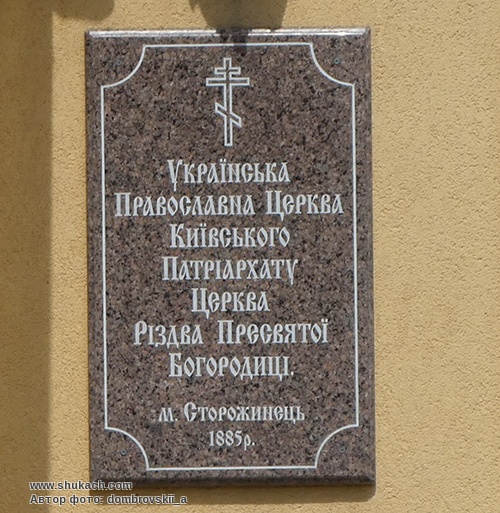 Українська
Православна Церква
Київського
Патріархату
Церква
Різдва Пресвятої
Богородиці.
м. Сторожинець
1885р.
www.shukach.com
Автор фото: dombrovskii_a